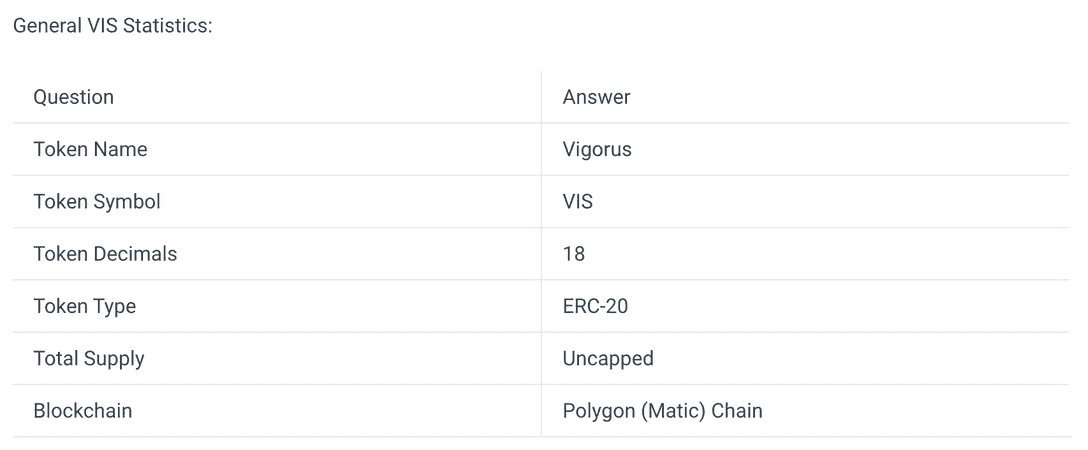 General VIS Statistics:
Question Answer
Token Name Vigorus
Token Symbol VIS
Token Decimals 18
Token Type ERC-20
Total Supply Uncapped
Blockchain Polygon (Matic) Chain